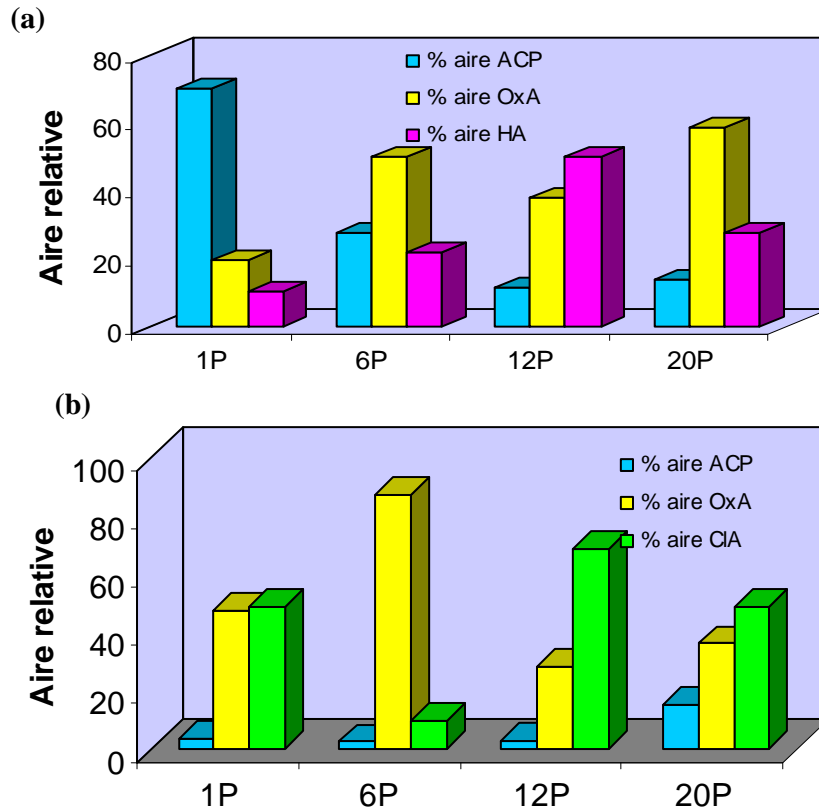 (a)
80
60
40
20
0
Aire relative
% aire ACP
% aire OxA
% aire HA
1P 6P 12P 20P
(b)
100
80
60
40
20
0
Aire relative
% aire ACP
% aire OxA
% aire ClA
1P 6P 12P 20P